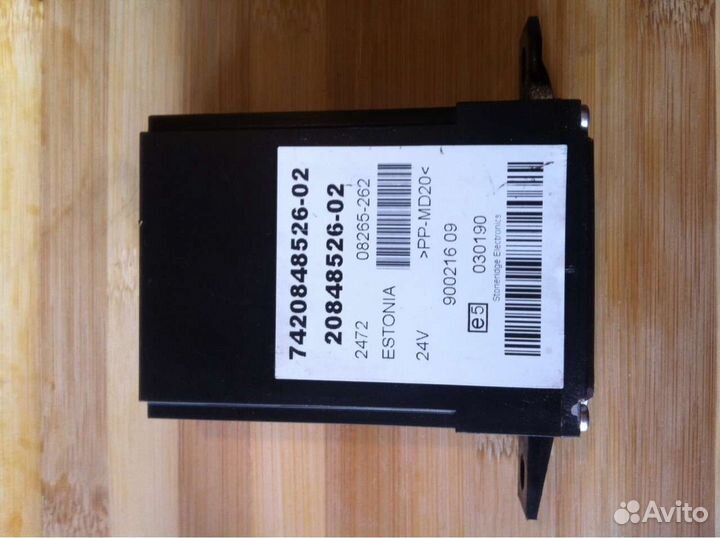 7420848526-02
20848526-02
2472 08265-262
ESTONIA
24V >PP-MD20<
900216 09
e5 030190
Stoneridge Electronics
Avito